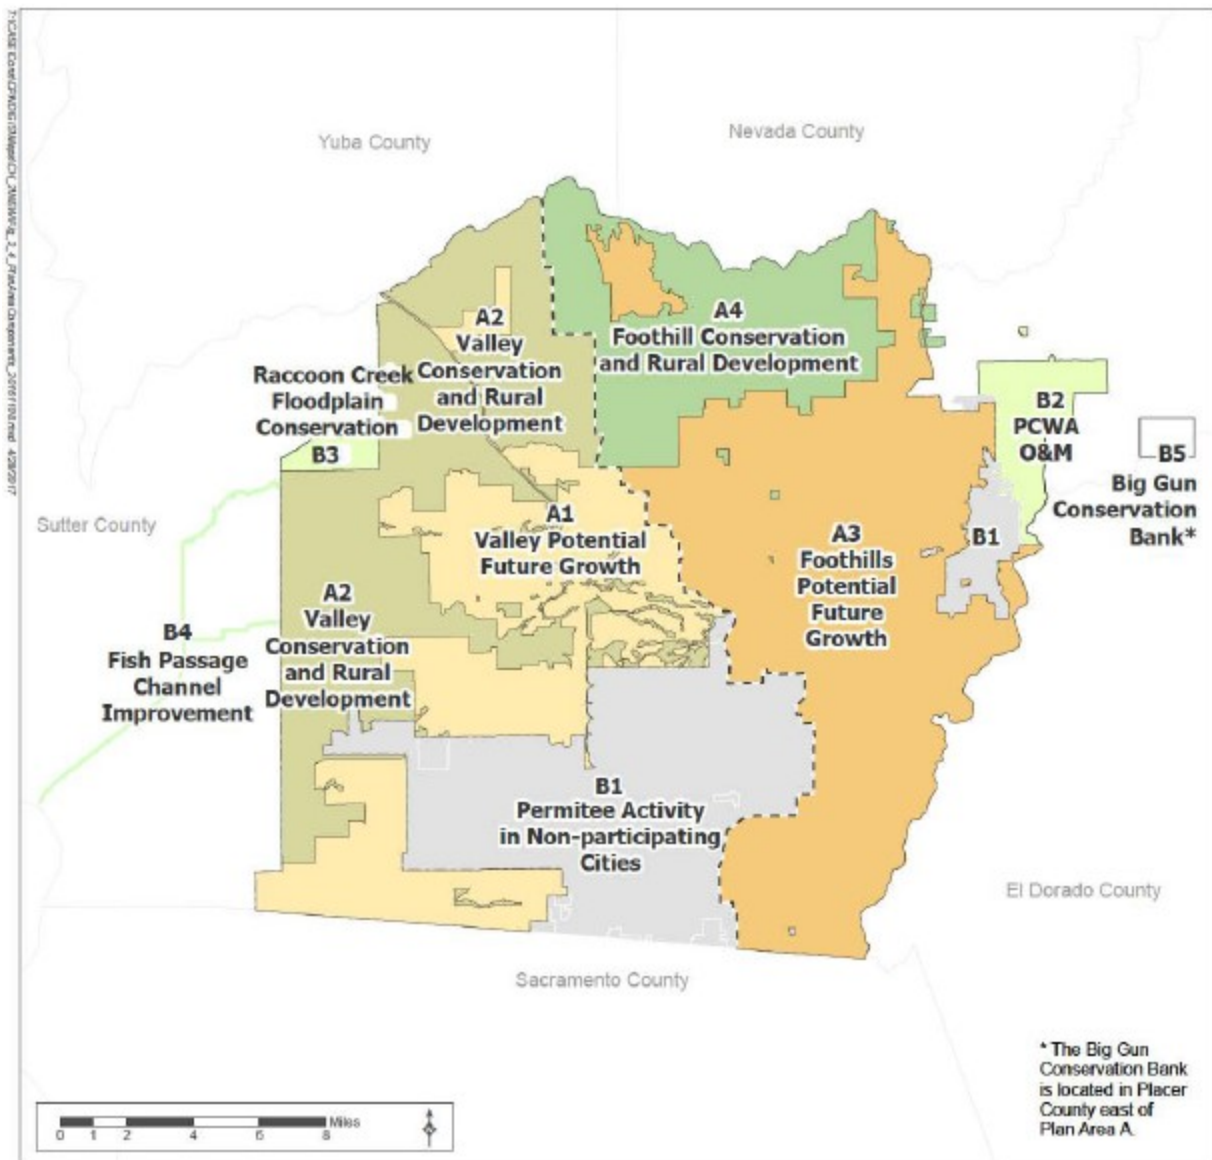 Yuba County
Nevada County
A2
Valley
Conservation
and Rural
Development
A4
Foothill Conservation
and Rural Development
Raccoon Creek
Floodplain
Conservation
B3
B2
PCWA
O&M
B5
Big Gun
Conservation
Bank*
Sutter County
A1
Valley Potential
Future Growth
A3
Foothills
Potential
Future
Growth
B1
A2
Valley
Conservation
and Rural
Development
B4
Fish Passage
Channel
Improvement
B1
Permitee Activity
in Non-participating
Cities
El Dorado County
Sacramento County
* The Big Gun
Conservation Bank
is located in Placer
County east of
Plan Area A.
Miles
0 1 2 4 6 8
4/28/2017